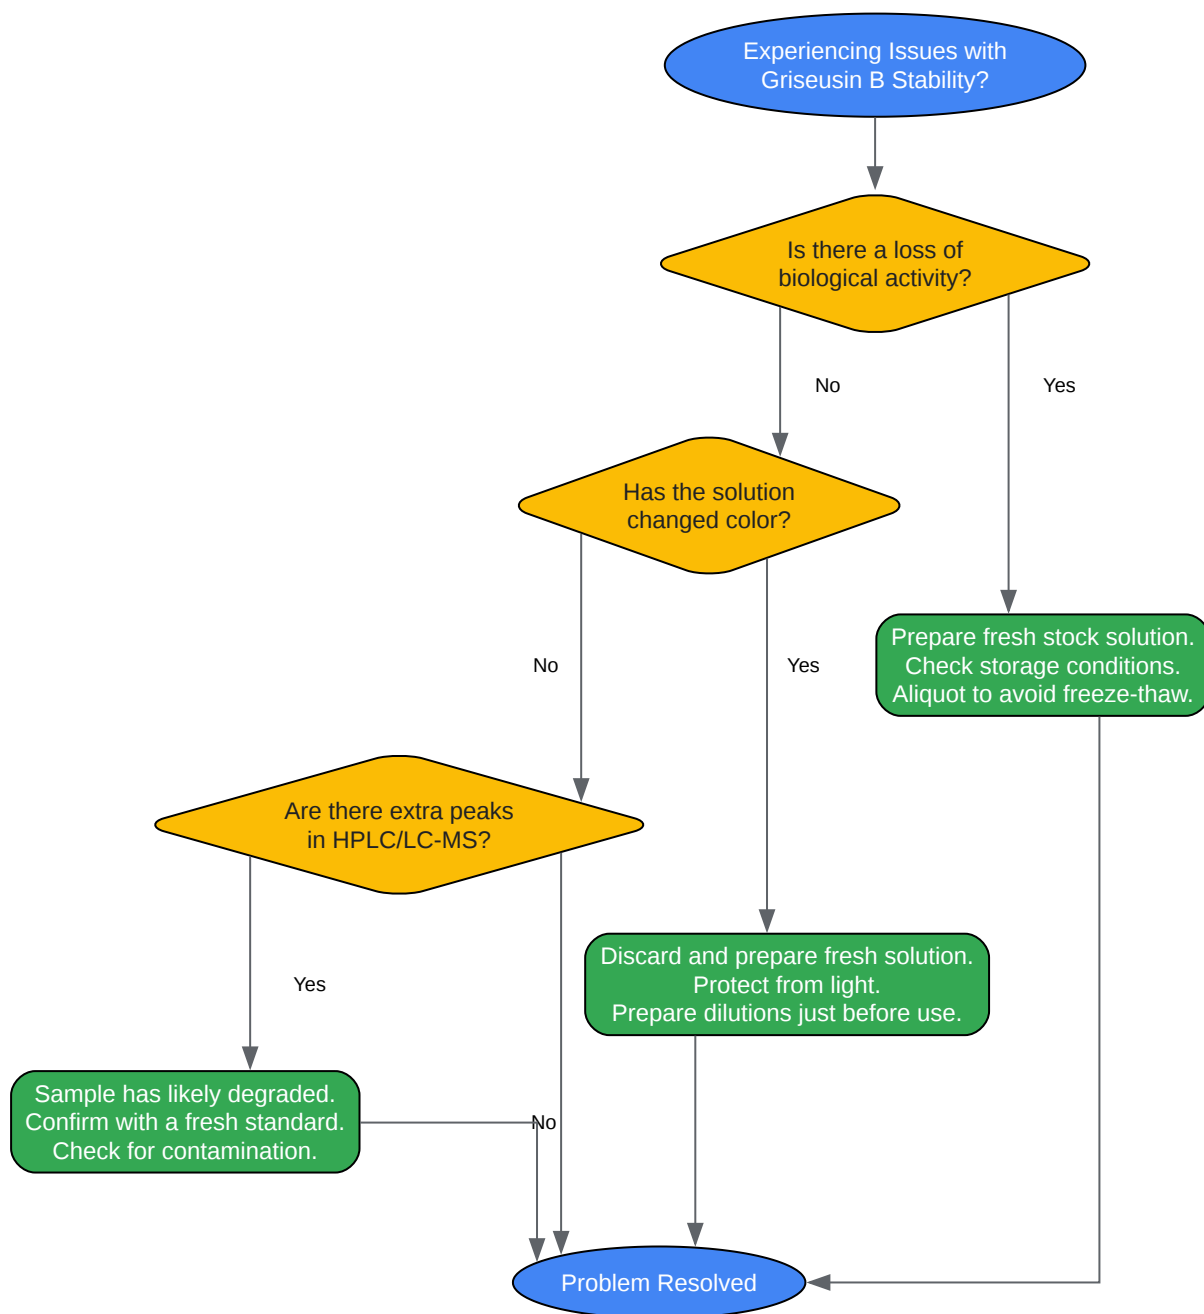 Experiencing Issues with
Griseusin B Stability?
Is there a loss of
biological activity?
No
Yes
Has the solution
changed color?
No
Yes
Prepare fresh stock solution.
Check storage conditions.
Aliquot to avoid freeze-thaw.
Are there extra peaks
in HPLC/LC-MS?
Yes
No
Discard and prepare fresh solution.
Protect from light.
Prepare dilutions just before use.
Sample has likely degraded.
Confirm with a fresh standard.
Check for contamination.
Problem Resolved